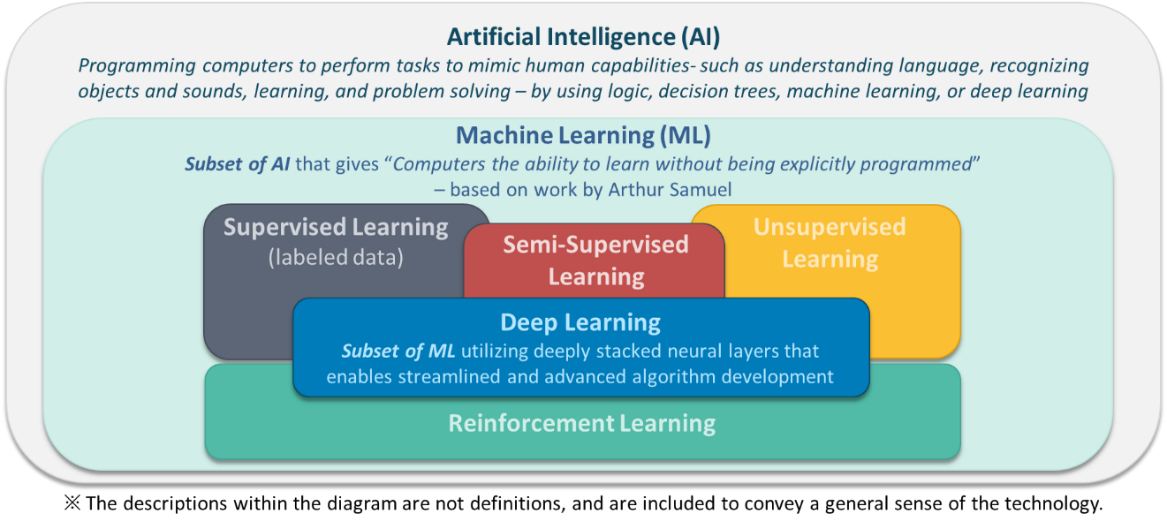 Artificial Intelligence (AI)
Programming computers to perform tasks to mimic human capabilities- such as understanding language, recognizing
objects and sounds, learning, and problem solving – by using logic, decision trees, machine learning, or deep learning
Machine Learning (ML)
Subset of AI that gives “Computers the ability to learn without being explicitly programmed”
– based on work by Arthur Samuel
Supervised Learning
(labeled data)
Semi-Supervised
Learning
Unsupervised
Learning
Deep Learning
Subset of ML utilizing deeply stacked neural layers that
enables streamlined and advanced algorithm development
Reinforcement Learning
※ The descriptions within the diagram are not definitions, and are included to convey a general sense of the technology.